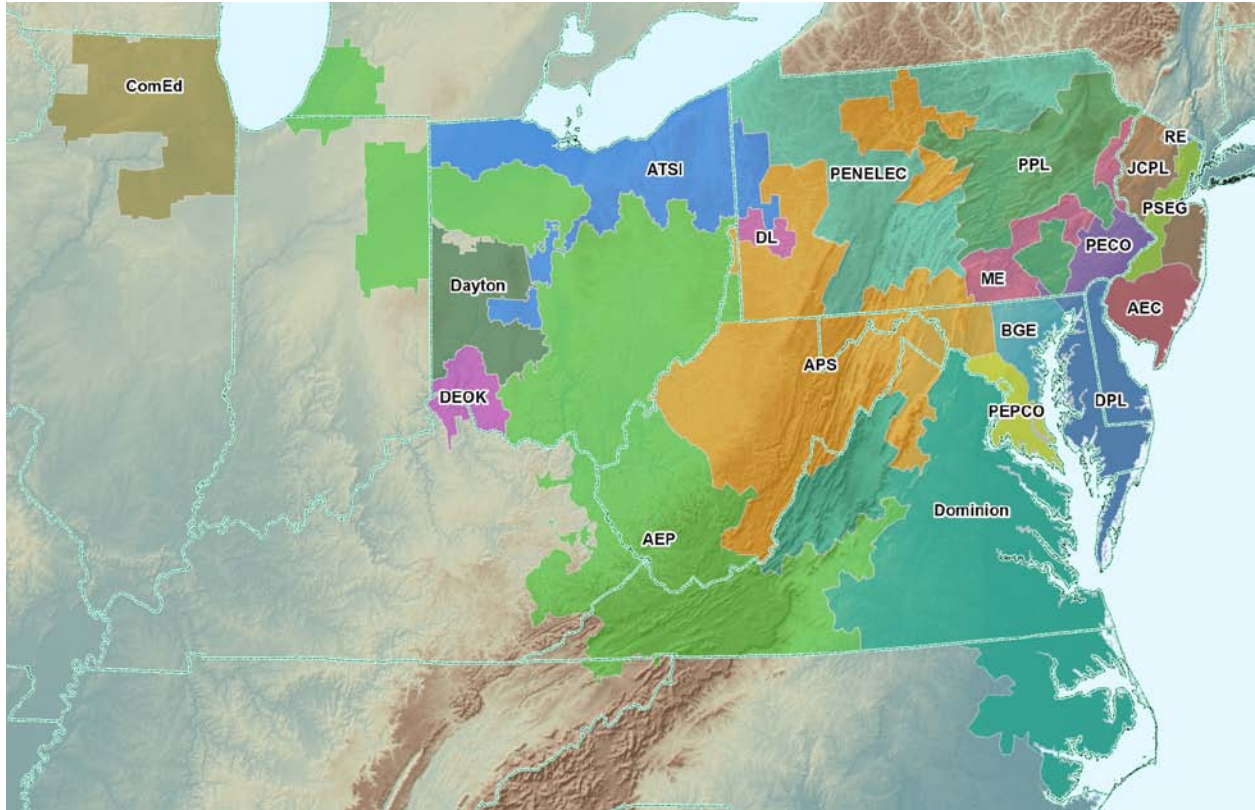 ComEd
RE
ATSI
PPL
JCPL
PENELEC
PSEG
DL
PECO
ME
Dayton
AEC
BGE
APS
DEOK
DPL
PEPCO
Dominion
AEP